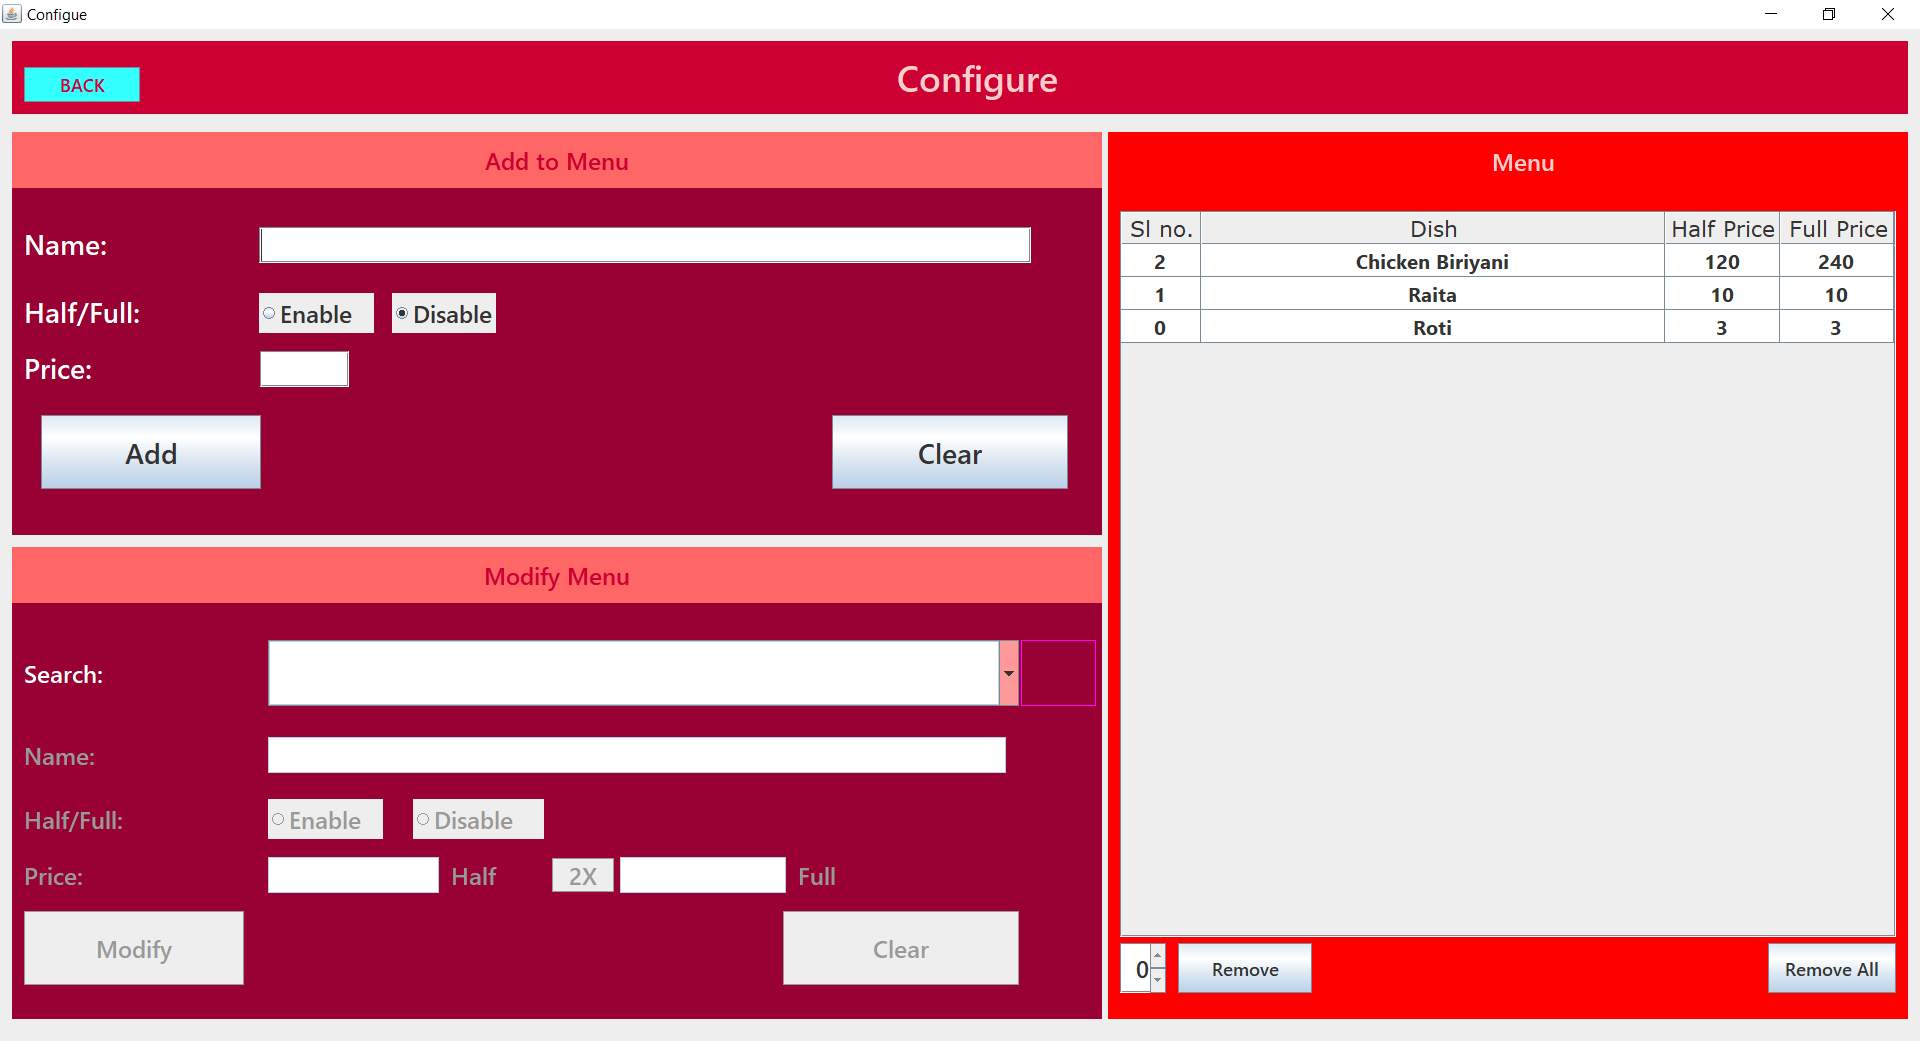 Configue
BACK
Configure
Add to Menu
Name:
Half/Full:
Enable
Disable
Price:
Add
Clear
Modify Menu
Search:
Name:
Half/Full:
Enable
Disable
Price:
Half
2X
Full
Modify
Clear
Menu
Sl no. Dish Half Price Full Price
2 Chicken Biriyani 120 240
1 Raita 10 10
0 Roti 3 3
0
Remove
Remove All